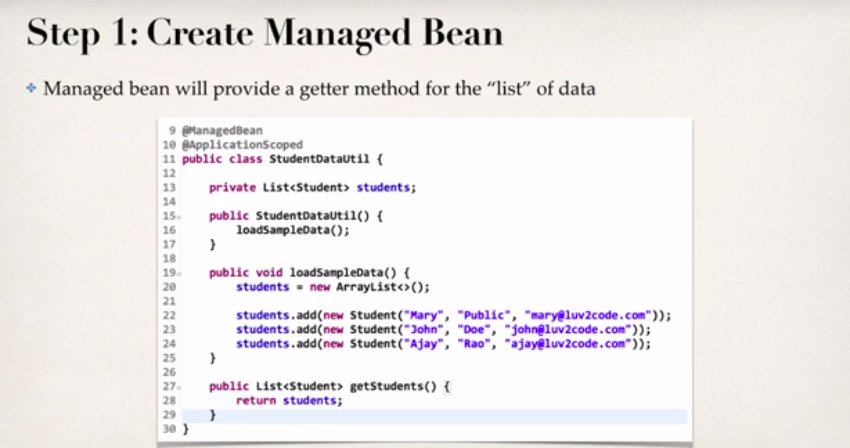 Step 1: Create Managed Bean
❖ Managed bean will provide a getter method for the “list” of data
9 @ManagedBean
10 @ApplicationScoped
11 public class StudentDataUtil {
12
13     private List<Student> students;
14
15     public StudentDataUtil() {
16         loadSampleData();
17     }
18
19     public void loadSampleData() {
20         students = new ArrayList<>();
21
22         students.add(new Student("Mary", "Public", "mary@luv2code.com"));
23         students.add(new Student("John", "Doe", "john@luv2code.com"));
24         students.add(new Student("Ajay", "Rao", "ajay@luv2code.com"));
25     }
26
27     public List<Student> getStudents() {
28         return students;
29     }
30 }